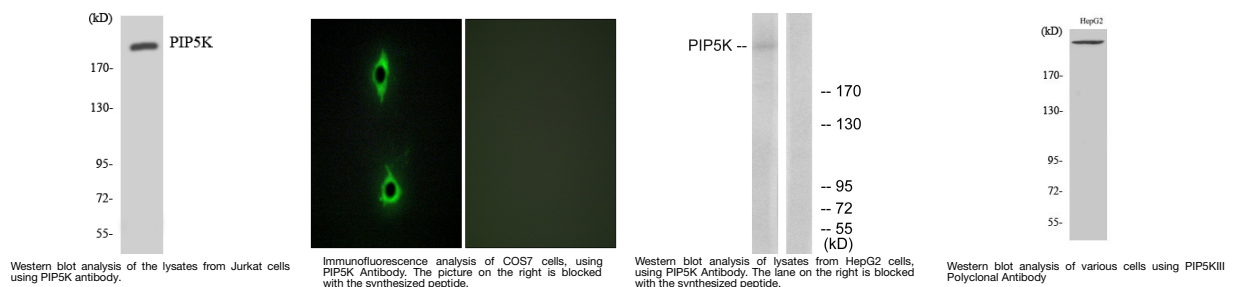 (kD)
PIP5K
170-
130-
95-
72-
55-
Western blot analysis of the lysates from Jurkat cells
using PIP5K antibody.
Immunofluorescence analysis of COS7 cells, using
PIP5K Antibody. The picture on the right is blocked
with the synthesized peptide.
PIP5K --
-- 170
-- 130
-- 95
-- 72
-- 55
(kD)
Western blot analysis of lysates from HepG2 cells,
using PIP5K Antibody. The lane on the right is blocked
with the synthesized peptide.
HepG2
(kD)
170-
130-
95-
72-
55-
Western blot analysis of various cells using PIP5KIII
Polyclonal Antibody